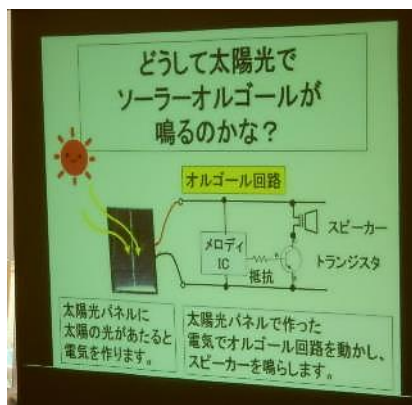 どうして太陽光で
ソーラーオルゴールが
鳴るのかな？
オルゴール回路
スピーカー
メロディ
IC
抵抗
トランジスタ
太陽光パネルに
太陽の光があたると
電気を作ります。
太陽光パネルで作った
電気でオルゴール回路を動かし、
スピーカーを鳴らします。